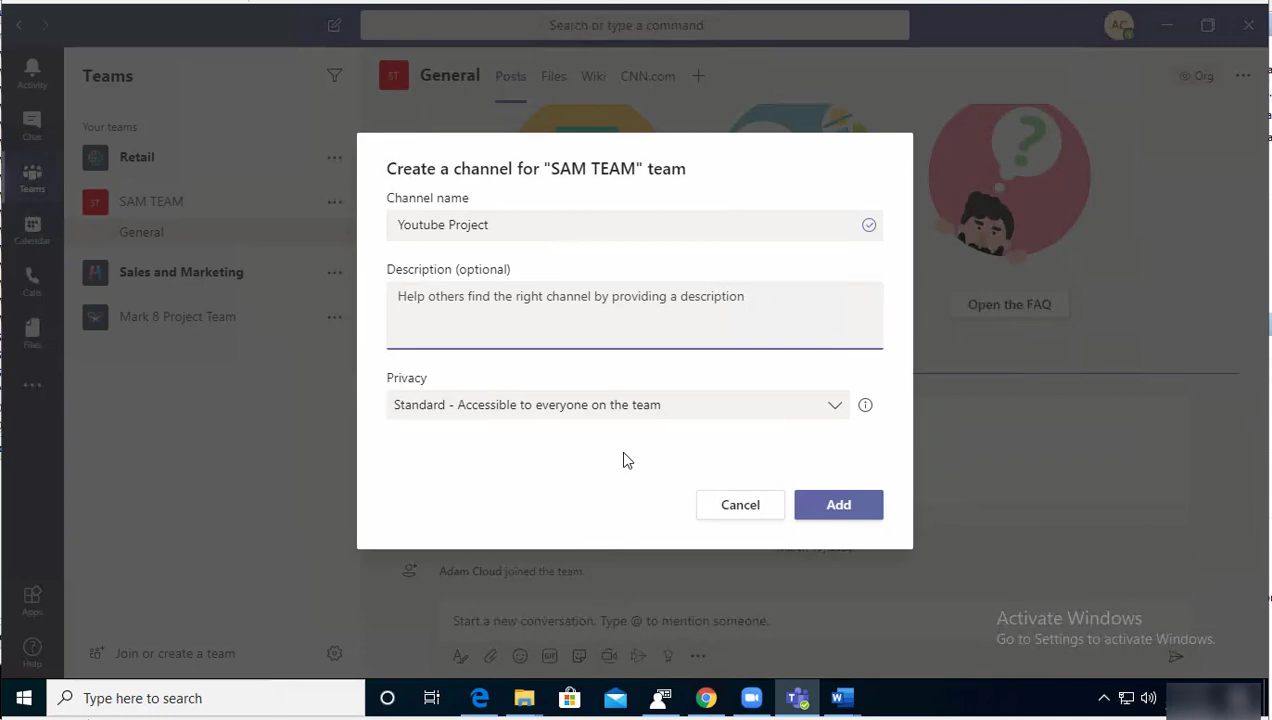 Search or type a command
AC
Activity
Chat
Teams
Calendar
Calls
Files
Apps
Help
Teams
Your teams
Retail
ST SAM TEAM
General
Sales and Marketing
Mark 8 Project Team
Join or create a team
ST General Posts Files Wiki CNN.com
Org
Open the FAQ
Create a channel for "SAM TEAM" team
Channel name
Youtube Project
Description (optional)
Help others find the right channel by providing a description
Privacy
Standard - Accessible to everyone on the team
Cancel Add
Adam Cloud joined the team.
Start a new conversation. Type @ to mention someone.
GIF
Activate Windows
Go to Settings to activate Windows.
Type here to search